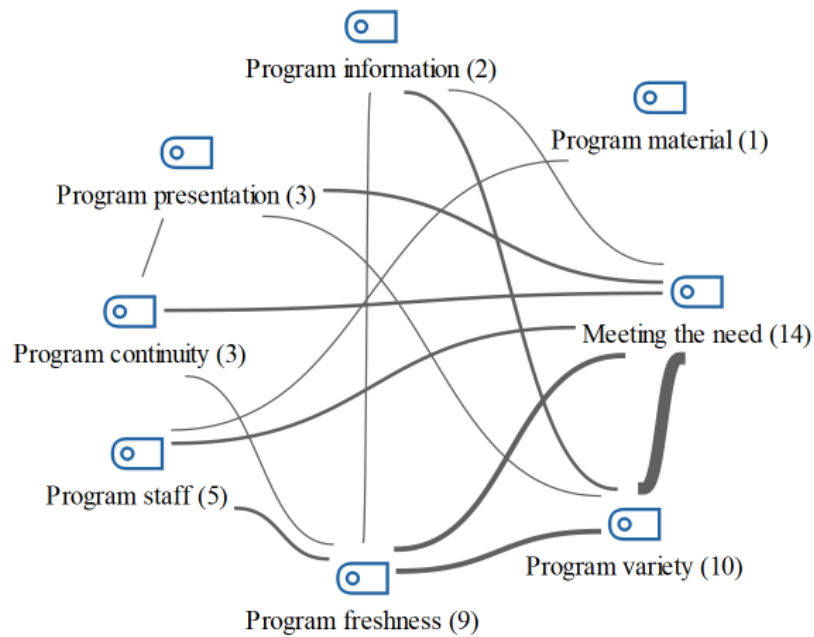 Program information (2)
Program material (1)
Program presentation (3)
Meeting the need (14)
Program continuity (3)
Program staff (5)
Program variety (10)
Program freshness (9)